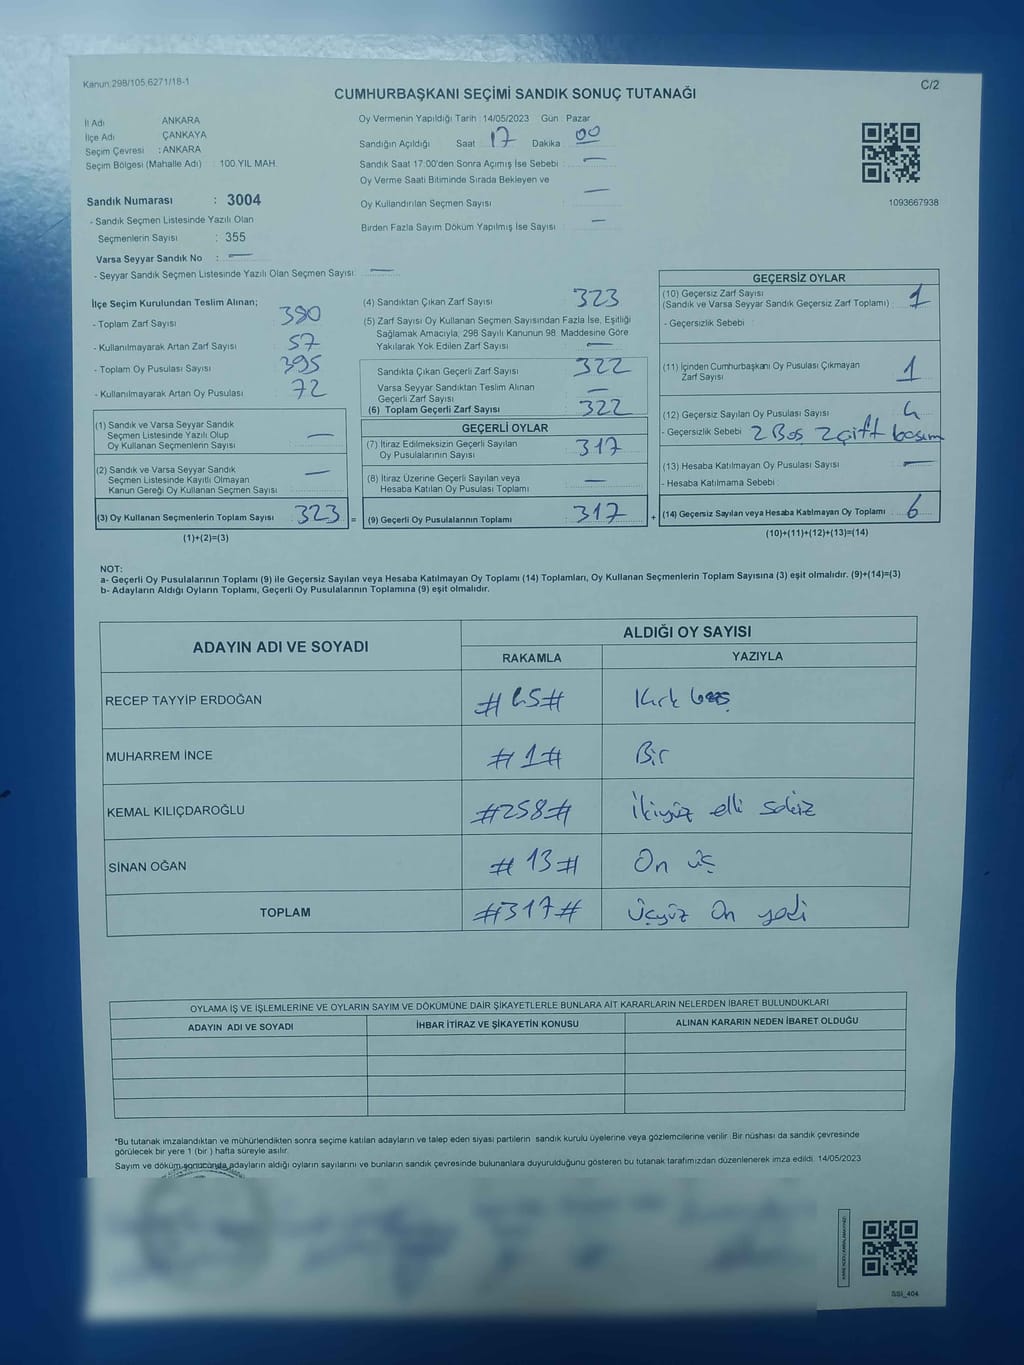 Kanun:298/105,6271/18-1
C/2
CUMHURBAŞKANI SEÇİMİ SANDIK SONUÇ TUTANAĞI
İl Adı ANKARA
İlçe Adı ÇANKAYA
Seçim Çevresi : ANKARA
Seçim Bölgesi (Mahalle Adı) : 100.YIL MAH.
Sandık Numarası : 3004
- Sandık Seçmen Listesinde Yazılı Olan
Seçmenlerin Sayısı : 355
Varsa Seyyar Sandık No : —
- Seyyar Sandık Seçmen Listesinde Yazılı Olan Seçmen Sayısı: —
Oy Vermenin Yapıldığı Tarih : 14/05/2023 Gün : Pazar
Sandığın Açıldığı Saat 17 Dakika 00
Sandık Saat 17:00'den Sonra Açımış İse Sebebi : —
Oy Verme Saati Bitiminde Sırada Bekleyen ve
Oy Kullandırılan Seçmen Sayısı : —
Birden Fazla Sayım Döküm Yapılmış İse Sayısı : —
1093667938
İlçe Seçim Kurulundan Teslim Alınan;
- Toplam Zarf Sayısı 380
- Kullanılmayarak Artan Zarf Sayısı 57
- Toplam Oy Pusulası Sayısı 395
- Kullanılmayarak Artan Oy Pusulası 72
(1) Sandık ve Varsa Seyyar Sandık
Seçmen Listesinde Yazılı Olup
Oy Kullanan Seçmenlerin Sayısı —
(2) Sandık ve Varsa Seyyar Sandık
Seçmen Listesinde Kayıtlı Olmayan
Kanun Gereği Oy Kullanan Seçmen Sayısı —
(3) Oy Kullanan Seçmenlerin Toplam Sayısı 323 =
(1)+(2)=(3)
(4) Sandıktan Çıkan Zarf Sayısı 323
(5) Zarf Sayısı Oy Kullanan Seçmen Sayısından Fazla İse, Eşitliği
Sağlamak Amacıyla; 298 Sayılı Kanunun 98. Maddesine Göre
Yakılarak Yok Edilen Zarf Sayısı —
Sandıkta Çıkan Geçerli Zarf Sayısı 322
Varsa Seyyar Sandıktan Teslim Alınan
Geçerli Zarf Sayısı —
(6) Toplam Geçerli Zarf Sayısı 322
GEÇERLİ OYLAR
(7) İtiraz Edilmeksizin Geçerli Sayılan
Oy Pusulalarının Sayısı 317
(8) İtiraz Üzerine Geçerli Sayılan veya
Hesaba Katılan Oy Pusulası Toplamı —
(9) Geçerli Oy Pusulalarının Toplamı 317 +
GEÇERSİZ OYLAR
(10) Geçersiz Zarf Sayısı
(Sandık ve Varsa Seyyar Sandık Geçersiz Zarf Toplamı) : 1
- Geçersizlik Sebebi :
(11) İçinden Cumhurbaşkanı Oy Pusulası Çıkmayan
Zarf Sayısı 1
(12) Geçersiz Sayılan Oy Pusulası Sayısı : 4
- Geçersizlik Sebebi 2 Boş 2 çift basım
(13) Hesaba Katılmayan Oy Pusulası Sayısı : —
- Hesaba Katılmama Sebebi :
(14) Geçersiz Sayılan veya Hesaba Katılmayan Oy Toplamı : 6
(10)+(11)+(12)+(13)=(14)
NOT:
a- Geçerli Oy Pusulalarının Toplamı (9) ile Geçersiz Sayılan veya Hesaba Katılmayan Oy Toplamı (14) Toplamları, Oy Kullanan Seçmenlerin Toplam Sayısına (3) eşit olmalıdır. (9)+(14)=(3)
b- Adayların Aldığı Oyların Toplamı, Geçerli Oy Pusulalarının Toplamına (9) eşit olmalıdır.
ADAYIN ADI VE SOYADI
ALDIĞI OY SAYISI
RAKAMLA YAZIYLA
RECEP TAYYİP ERDOĞAN #45# Kırk beş
MUHARREM İNCE #1# Bir
KEMAL KILIÇDAROĞLU #258# İkiyüz elli sekiz
SİNAN OĞAN #13# On üç
TOPLAM #317# Üçyüz On yedi
OYLAMA İŞ VE İŞLEMLERİNE VE OYLARIN SAYIM VE DÖKÜMÜNE DAİR ŞİKAYETLERLE BUNLARA AİT KARARLARIN NELERDEN İBARET BULUNDUKLARI
ADAYIN ADI VE SOYADI İHBAR İTİRAZ VE ŞİKAYETİN KONUSU ALINAN KARARIN NEDEN İBARET OLDUĞU
*Bu tutanak imzalandıktan ve mühürlendikten sonra seçime katılan adayların ve talep eden siyasi partilerin sandık kurulu üyelerine veya gözlemcilerine verilir. Bir nüshası da sandık çevresinde
görülecek bir yere 1 (bir ) hafta süreyle asılır.
Sayım ve döküm sonucunda adayların aldığı oyların sayılarını ve bunların sandık çevresinde bulunanlara duyurulduğunu gösteren bu tutanak tarafımızdan düzenlenerek imza edildi. 14/05/2023
SSI_404